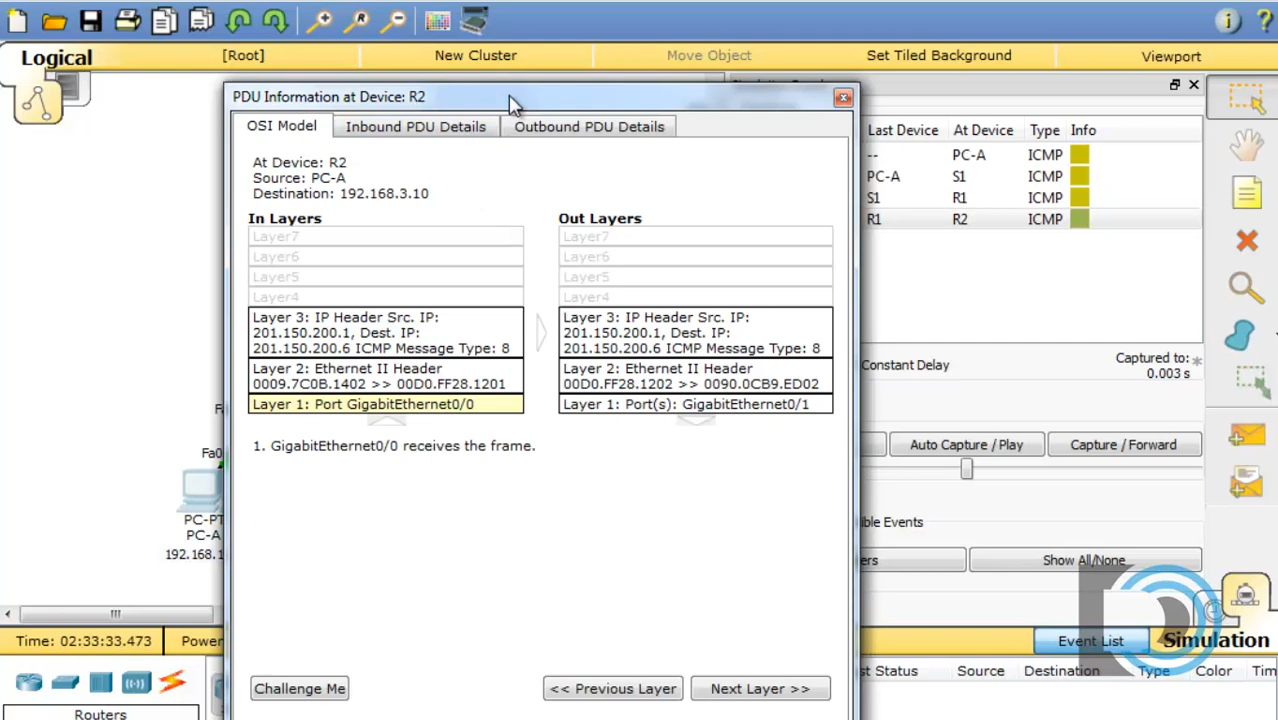 Logical
[Root]
New Cluster
Move Object
Set Tiled Background
Viewport
PDU Information at Device: R2
OSI Model
Inbound PDU Details
Outbound PDU Details
At Device: R2
Source: PC-A
Destination: 192.168.3.10
In Layers
Out Layers
Layer7
Layer7
Layer6
Layer6
Layer5
Layer5
Layer4
Layer4
Layer 3: IP Header Src. IP:
201.150.200.1, Dest. IP:
201.150.200.6 ICMP Message Type: 8
Layer 3: IP Header Src. IP:
201.150.200.1, Dest. IP:
201.150.200.6 ICMP Message Type: 8
Layer 2: Ethernet II Header
0009.7C0B.1402 >> 00D0.FF28.1201
Layer 2: Ethernet II Header
00D0.FF28.1202 >> 0090.0CB9.ED02
Layer 1: Port GigabitEthernet0/0
Layer 1: Port(s): GigabitEthernet0/1
1. GigabitEthernet0/0 receives the frame.
Challenge Me
<< Previous Layer
Next Layer >>
Last Device At Device Type Info
-- PC-A ICMP
PC-A S1 ICMP
S1 R1 ICMP
R1 R2 ICMP
Constant Delay
Captured to:
0.003 s
*
Auto Capture / Play
Capture / Forward
ible Events
ers
Show All/None
Fa0
PC-PT
PC-A
192.168.1
Time: 02:33:33.473
Power
Event List
Simulation
st Status Source Destination Type Color Tim
Routers